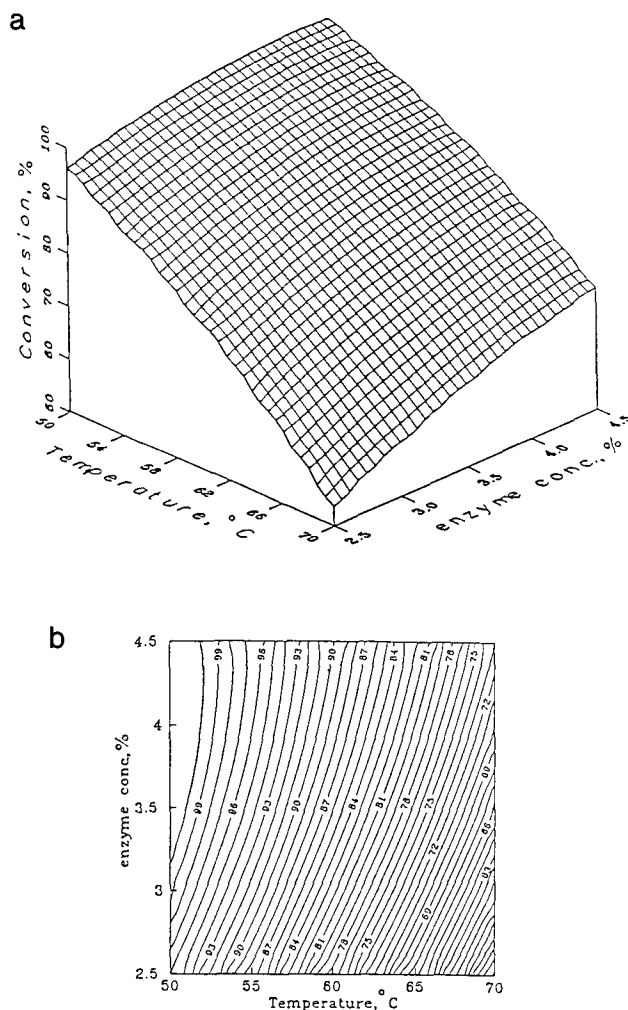 a
Conversion, %
100
90
80
70
60
50
50
54
58
62
66
70
Temperature, °C
2.5
3.0
3.5
4.0
4.5
enzyme conc., %
b
enzyme conc,%
4.5
4
3.5
3
2.5
99 96 93 90 87 84 81 78 75
72
69
99 96 93 90 87 84 81 78 75
66
72
63
69
93 90 87 84 81 78 75
50 55 60 65 70
Temperature, °C